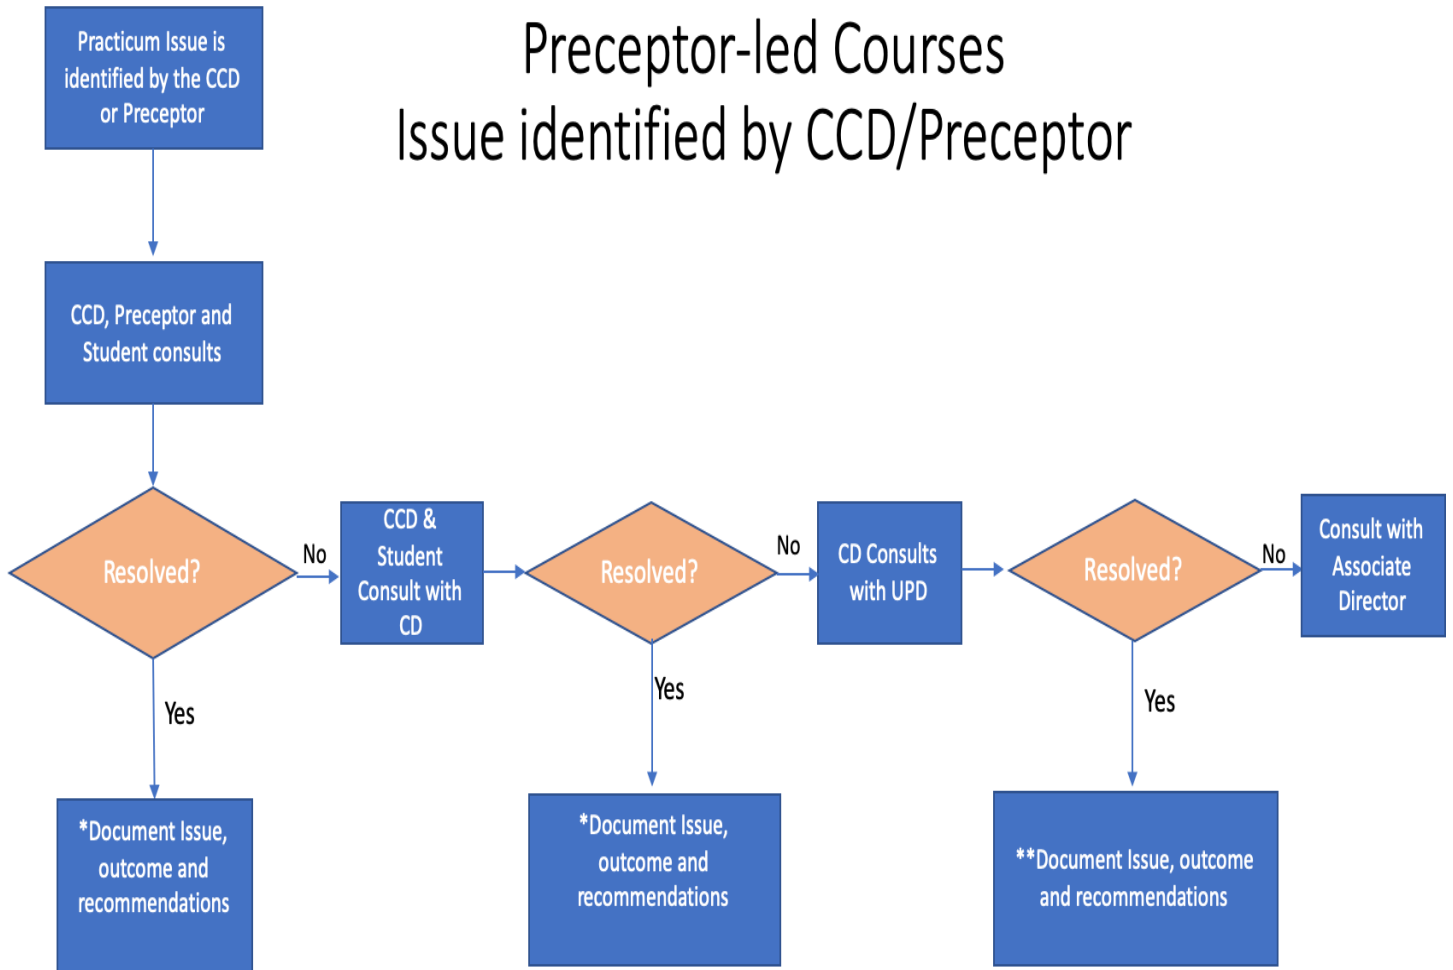 Preceptor-led Courses
Issue identified by CCD/Preceptor
Practicum Issue is
identified by the CCD
or Preceptor
CCD, Preceptor and
Student consults
Resolved?
No
CCD &
Student
Consult with
CD
Resolved?
No
CD Consults
with UPD
Resolved?
No
Consult with
Associate
Director
Yes
Yes
Yes
*Document Issue,
outcome and
recommendations
*Document Issue,
outcome and
recommendations
**Document Issue, outcome
and recommendations